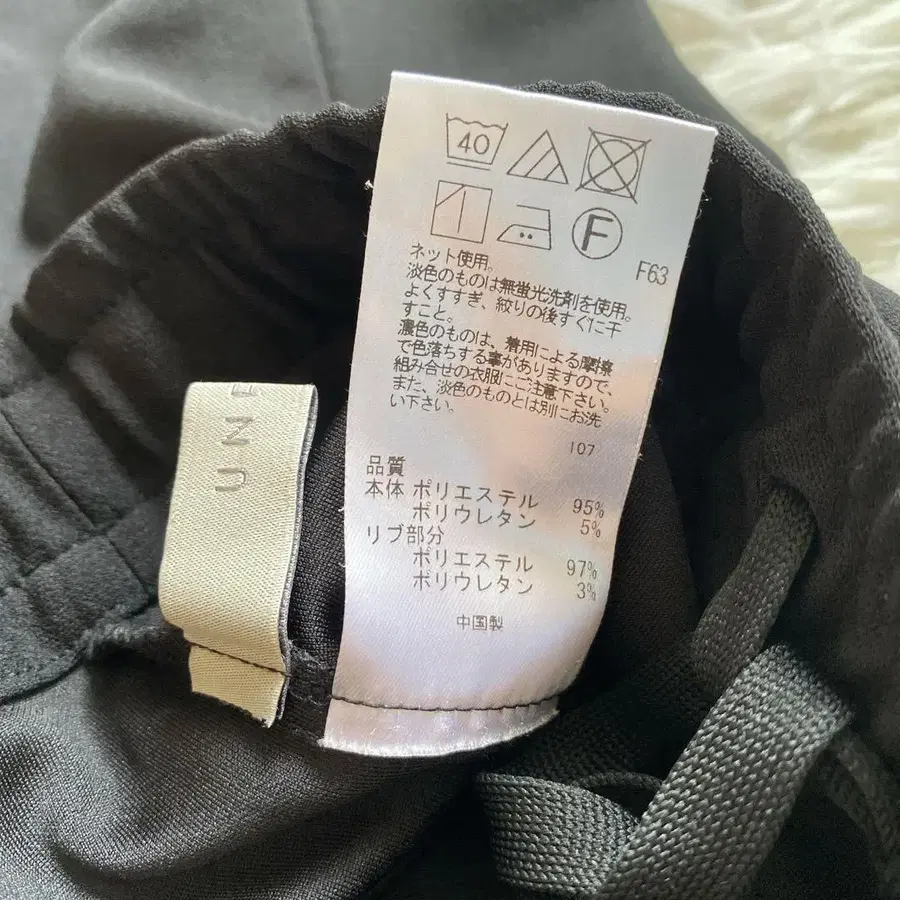 40
F
F63
ネット使用。
淡色のものは無蛍光洗剤を使用。
よくすすぎ、絞りの後すぐに干
すこと。
濃色のものは、着用による摩擦
で色落ちする事がありますので、
組み合せの衣服にご注意下さい。
また、淡色のものとは別にお洗
い下さい。
107
品質
本体 ポリエステル 95%
ポリウレタン 5%
リブ部分
ポリエステル 97%
ポリウレタン 3%
中国製
UNE